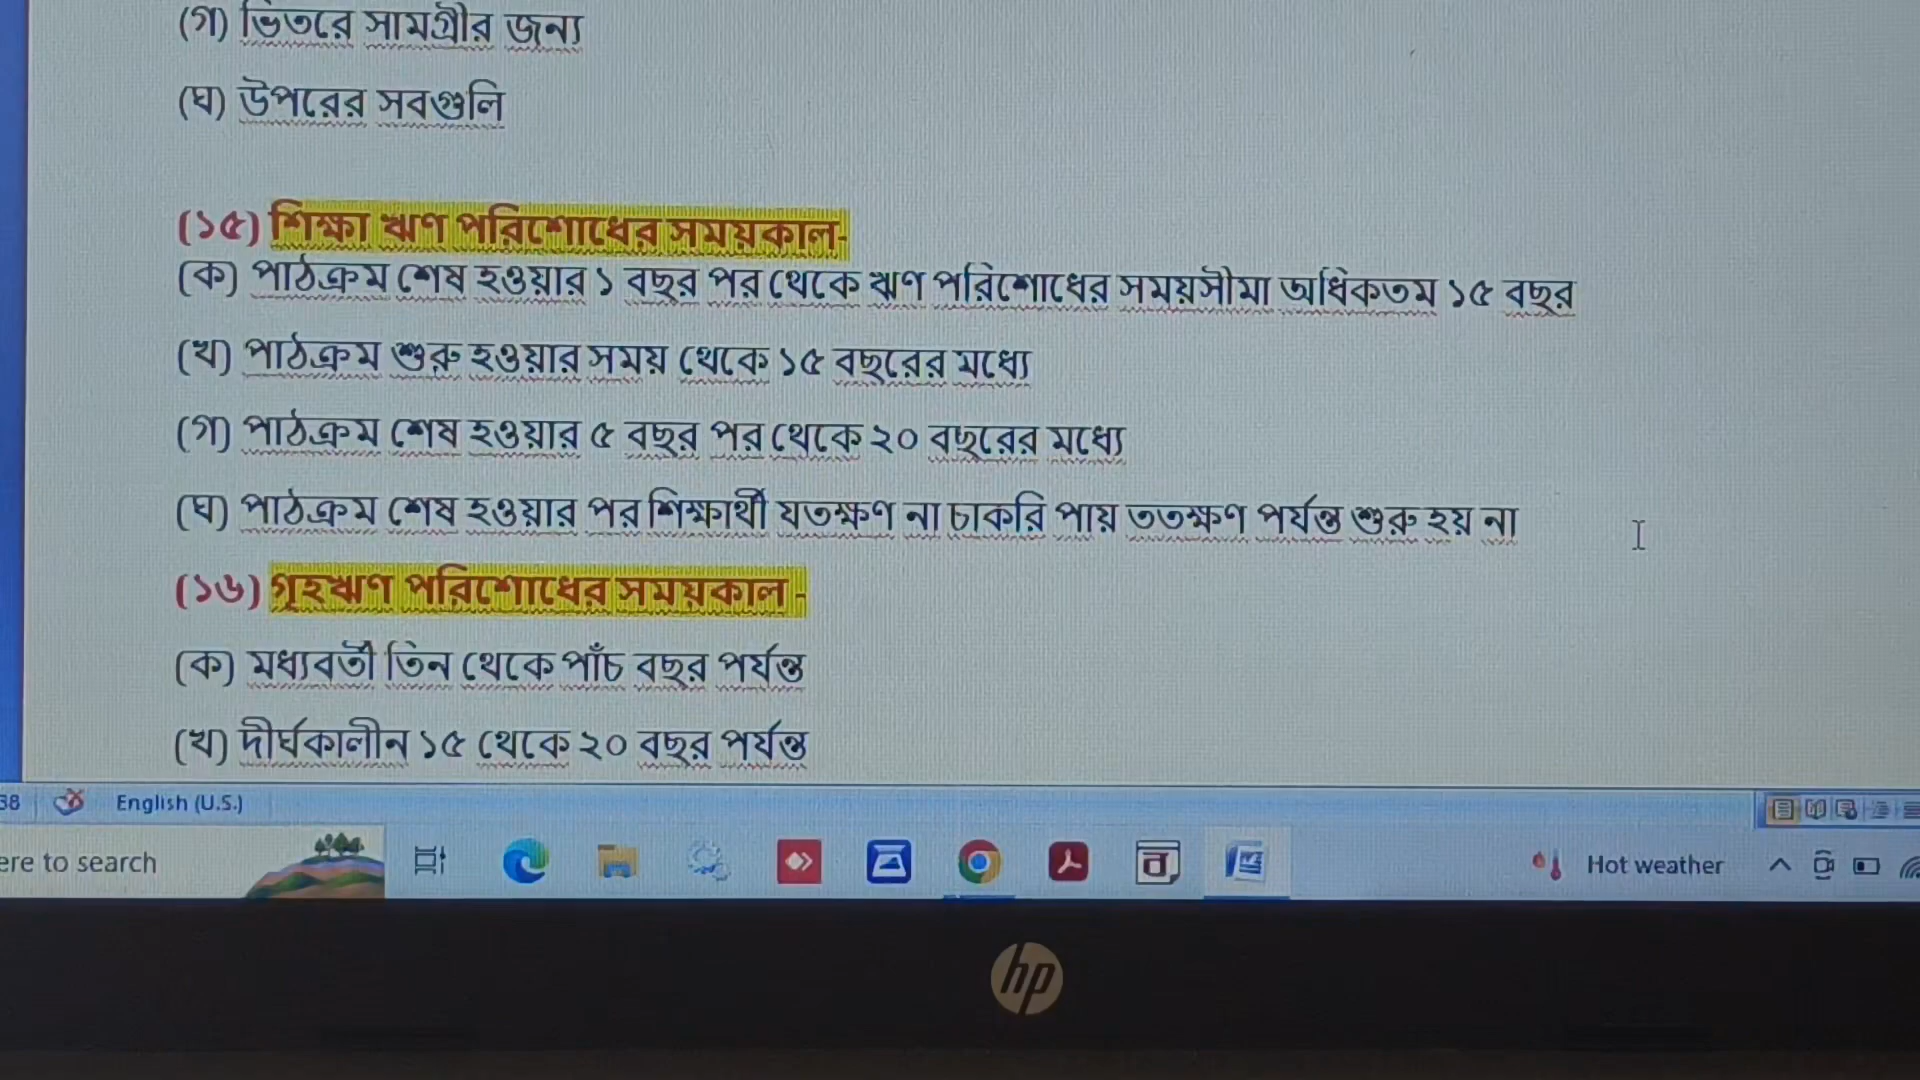 (গ) ভিতরে সামগ্রীর জন্য
(ঘ) উপরের সবগুলি
(১৫) শিক্ষা ঋণ পরিশোধের সময়কাল-
(ক) পাঠক্রম শেষ হওয়ার ১ বছর পর থেকে ঋণ পরিশোধের সময়সীমা অধিকতম ১৫ বছর
(খ) পাঠক্রম শুরু হওয়ার সময় থেকে ১৫ বছরের মধ্যে
(গ) পাঠক্রম শেষ হওয়ার ৫ বছর পর থেকে ২০ বছরের মধ্যে
(ঘ) পাঠক্রম শেষ হওয়ার পর শিক্ষার্থী যতক্ষণ না চাকরি পায় ততক্ষণ পর্যন্ত শুরু হয় না
(১৬) গৃহঋণ পরিশোধের সময়কাল -
(ক) মধ্যবর্তী তিন থেকে পাঁচ বছর পর্যন্ত
(খ) দীর্ঘকালীন ১৫ থেকে ২০ বছর পর্যন্ত
38 English (U.S.)
ere to search Hot weather
hp